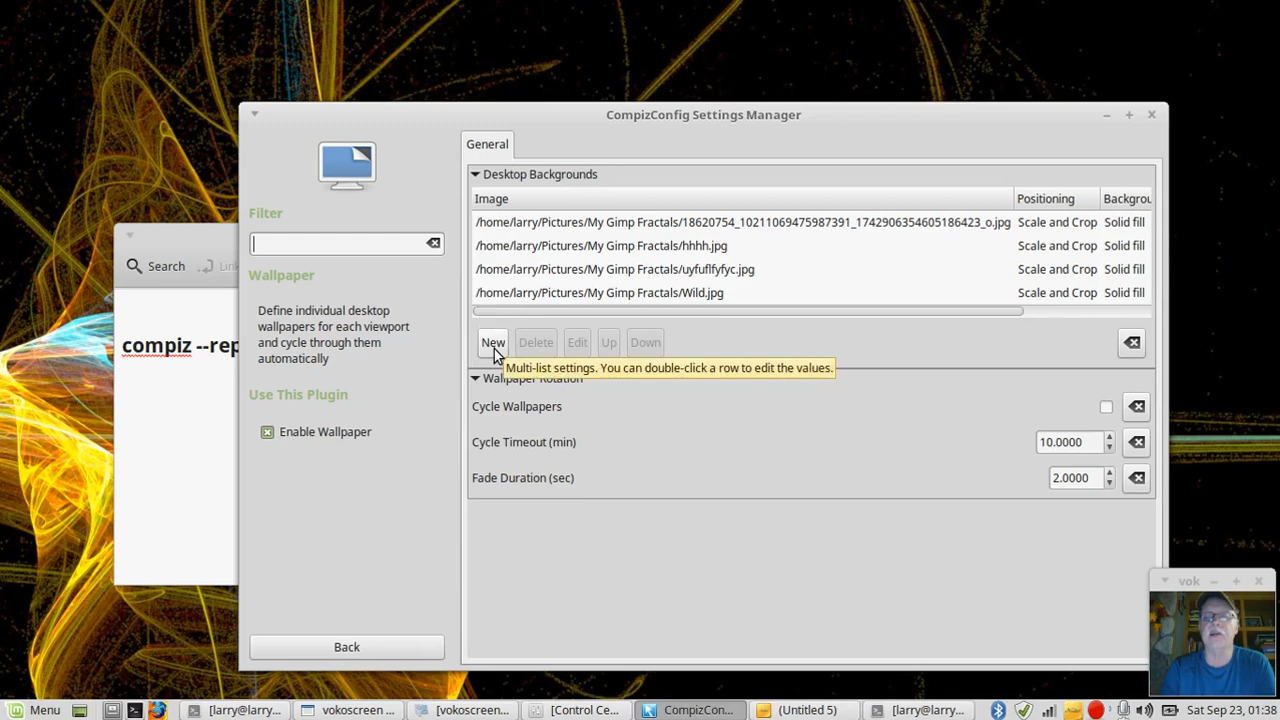 CompizConfig Settings Manager
General
Desktop Backgrounds
Image Positioning Backgrou
/home/larry/Pictures/My Gimp Fractals/18620754_10211069475987391_1742906354605186423_o.jpg Scale and Crop Solid fill
/home/larry/Pictures/My Gimp Fractals/hhhh.jpg Scale and Crop Solid fill
/home/larry/Pictures/My Gimp Fractals/uyfuflfyfyc.jpg Scale and Crop Solid fill
/home/larry/Pictures/My Gimp Fractals/Wild.jpg Scale and Crop Solid fill
New Delete Edit Up Down
Multi-list settings. You can double-click a row to edit the values.
Wallpaper Rotation
Cycle Wallpapers
Cycle Timeout (min) 10.0000
Fade Duration (sec) 2.0000
Filter
Wallpaper
Define individual desktop
wallpapers for each viewport
and cycle through them
automatically
Use This Plugin
Enable Wallpaper
Back
Search Link
compiz --rep
vok
Menu [larry@larry... vokoscreen ... [vokoscreen... [Control Ce... CompizCon... (Untitled 5) [larry@larry... Sat Sep 23, 01:38